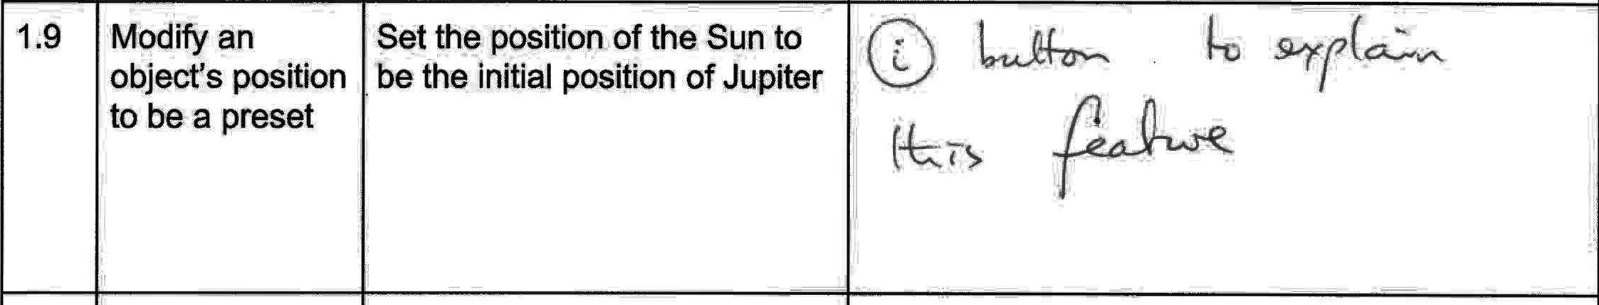 1.9
Modify an
object's position
to be a preset
Set the position of the Sun to
be the initial position of Jupiter
i button to explain
this feature